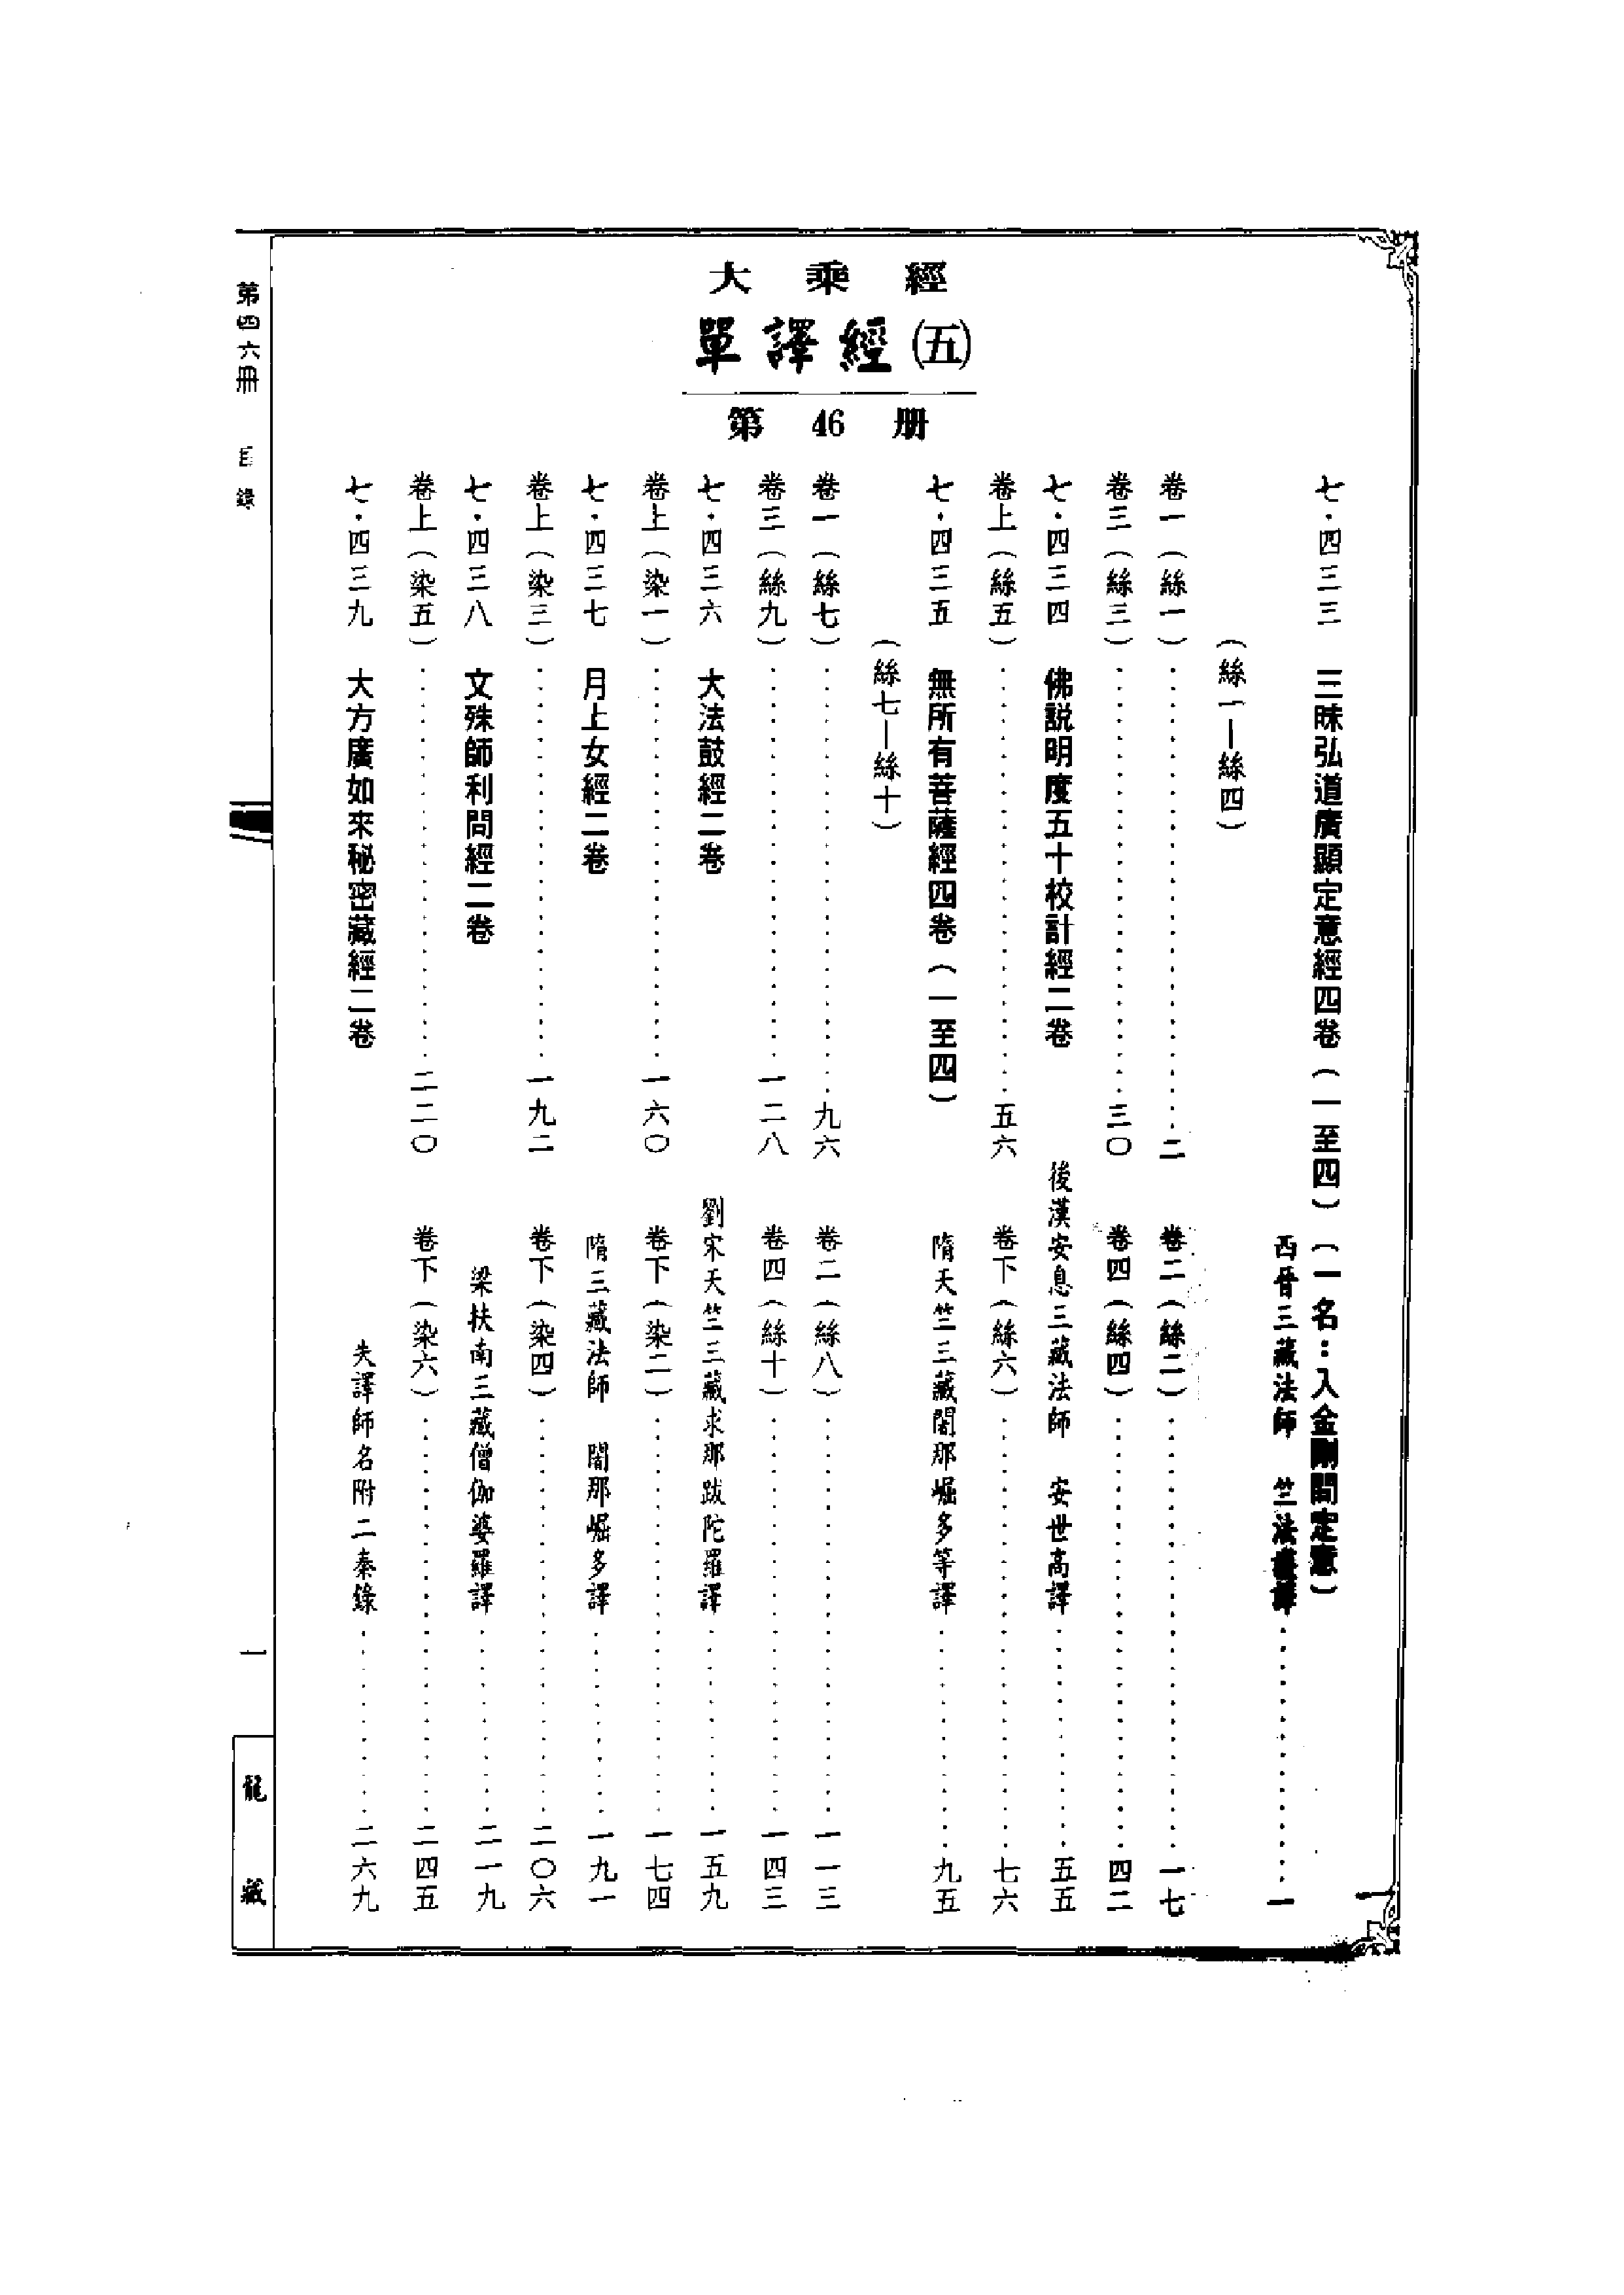 大乘經
單譯經(五)
第46册
七·四三三　三昧弘道廣顯定意經四卷（一至四）（一名：入金剛問定意）
西晉三藏法師　竺法護譯……………一
（絲一—絲四）
卷一（絲一）……………二　卷二（絲二）……………一七
卷三（絲三）……………三〇　卷四（絲四）……………四二
七·四三四　佛説明度五十校計經二卷　後漢安息三藏法師　安世高譯……………五五
卷上（絲五）……………五六　卷下（絲六）……………七六
七·四三五　無所有菩薩經四卷（一至四）　隋天竺三藏闍那崛多等譯……………九五
（絲七—絲十）
卷一（絲七）……………九六　卷二（絲八）……………一一三
卷三（絲九）……………一二八　卷四（絲十）……………一四三
七·四三六　大法鼓經二卷　劉宋天竺三藏求那跋陀羅譯……………一五九
卷上（染一）……………一六〇　卷下（染二）……………一七四
七·四三七　月上女經二卷　隋三藏法師　闍那崛多譯……………一九一
卷上（染三）……………一九二　卷下（染四）……………二〇六
七·四三八　文殊師利問經二卷　梁扶南三藏僧伽婆羅譯……………二一九
卷上（染五）……………二二〇　卷下（染六）……………二四五
七·四三九　大方廣如來秘密藏經二卷　失譯師名附二秦錄……………二六九
第四六冊　目錄
一
龍藏